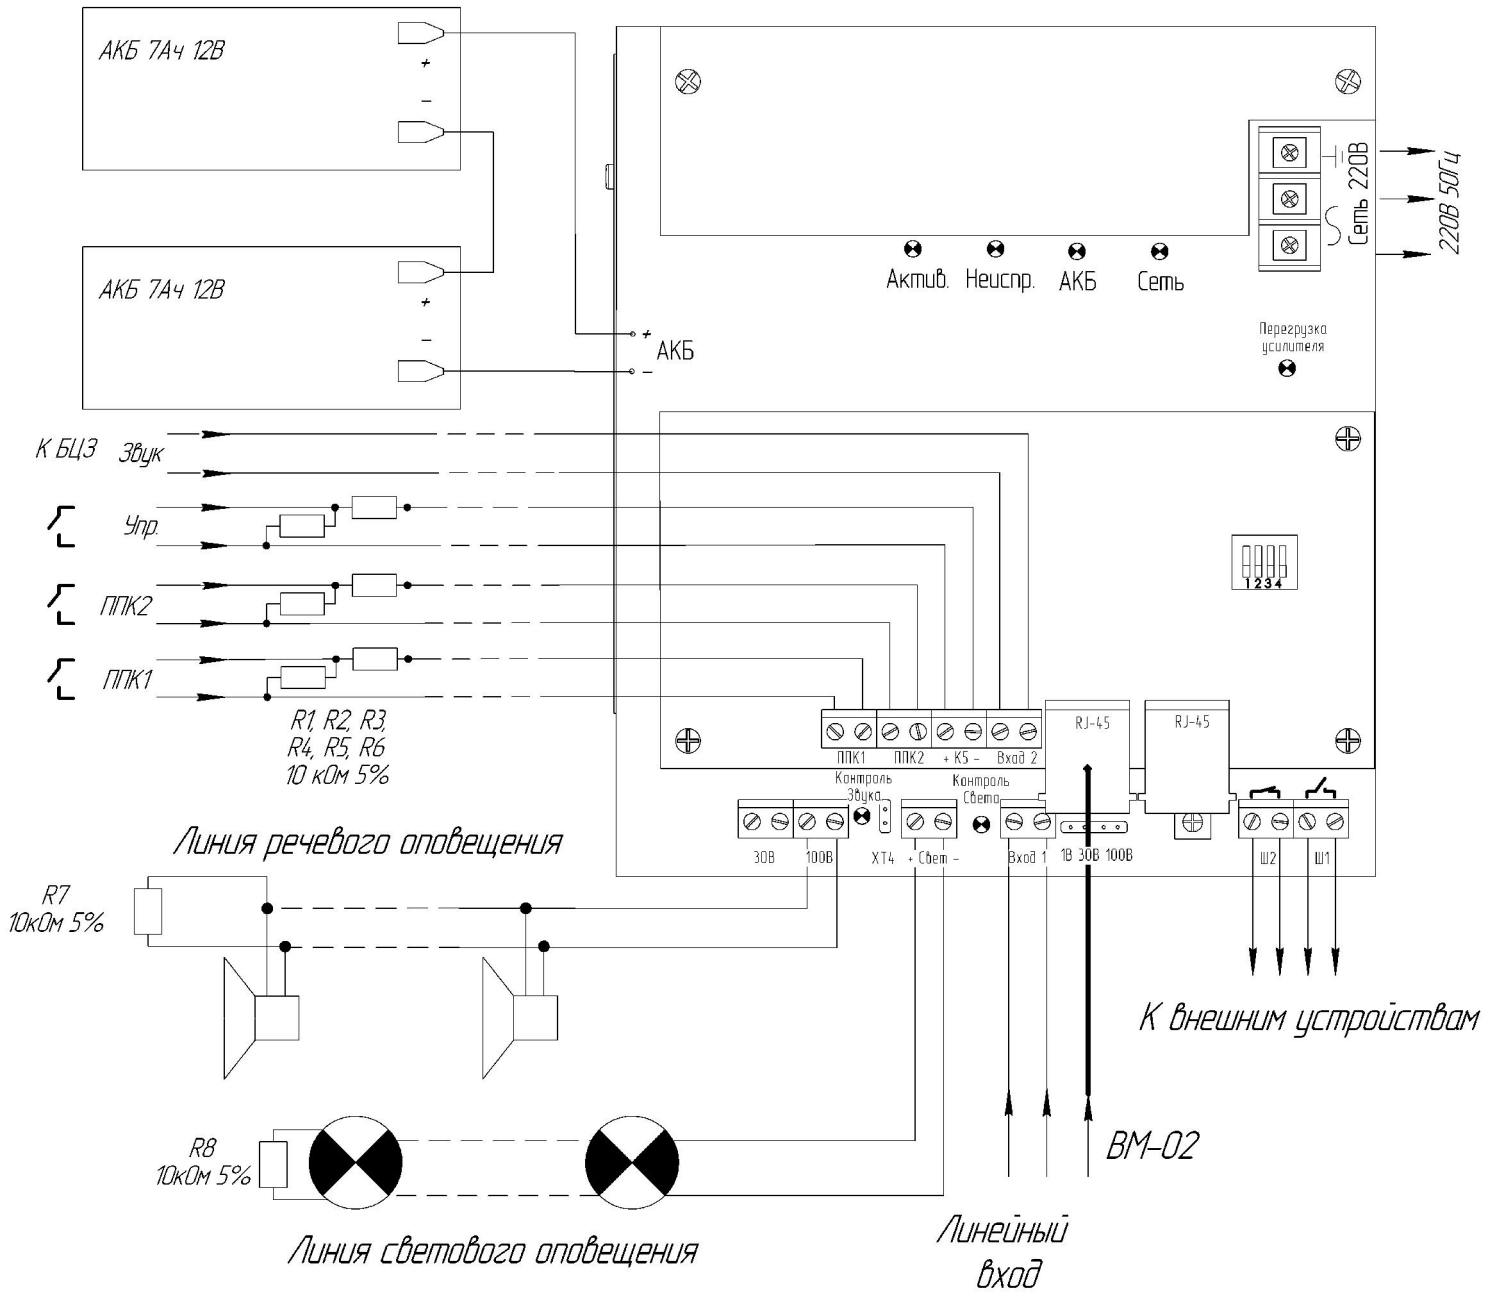 АКБ 7Ач 12В
+
−
АКБ 7Ач 12В
+
−
Сеть 220В
220В 50Гц
Актив. Неиспр. АКБ Сеть
Перегрузка
усилителя
+
АКБ
−
К БЦЗ Звук
Упр.
ППК2
ППК1
R1, R2, R3,
R4, R5, R6
10 кОм 5%
1234
RJ-45 RJ-45
ППК1 ППК2 + К5 − Вход 2
Контроль
Звука
Контроль
Света
30В 100В ХТ4 + Свет − Вход 1 1В 30В 100В Ш2 Ш1
Линия речевого оповещения
R7
10кОм 5%
К внешним устройствам
R8
10кОм 5%
ВМ-02
Линейный
вход
Линия светового оповещения